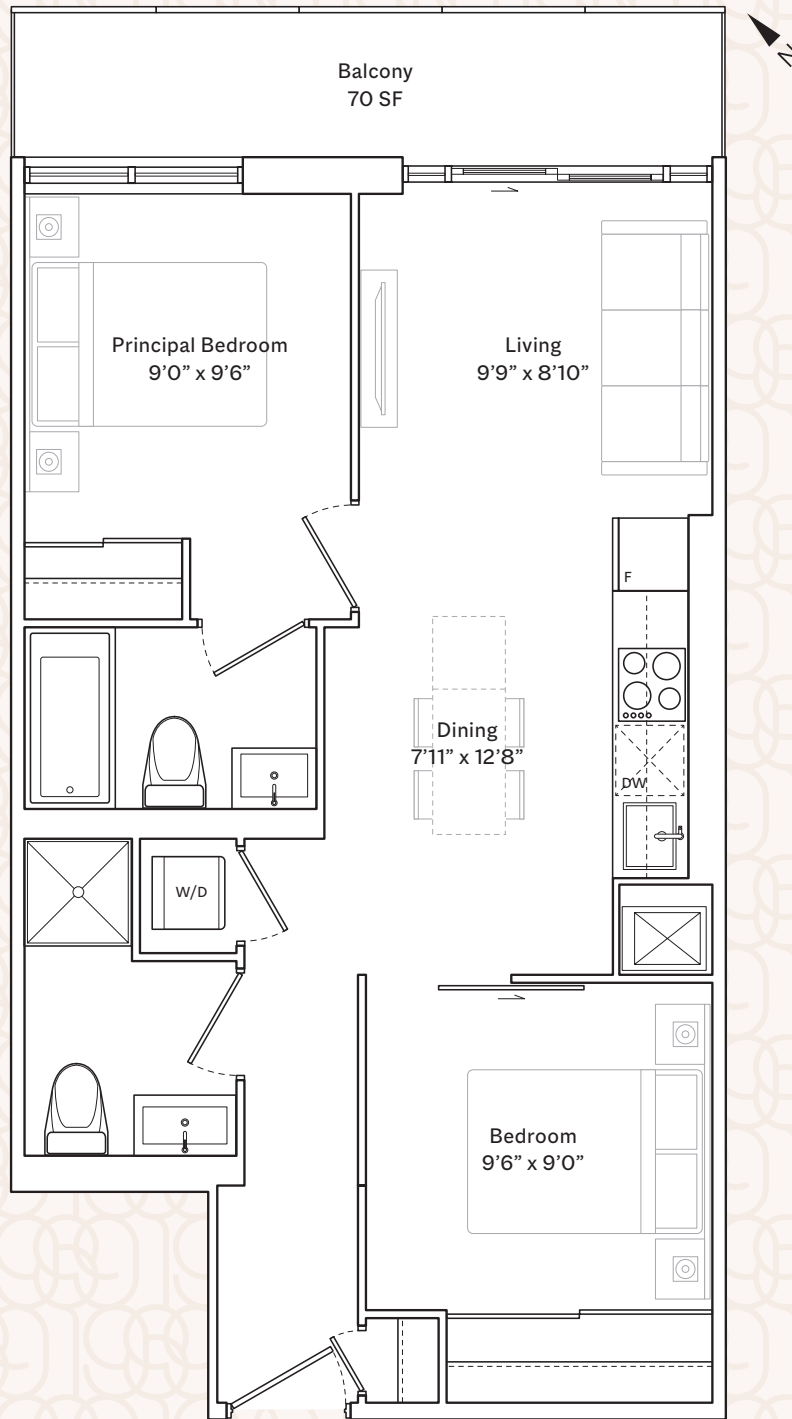 Balcony
70 SF
N
Principal Bedroom
9’0” x 9’6”
Living
9’9” x 8’10”
F
Dining
7’11” x 12’8”
DW
W/D
Bedroom
9’6” x 9’0”